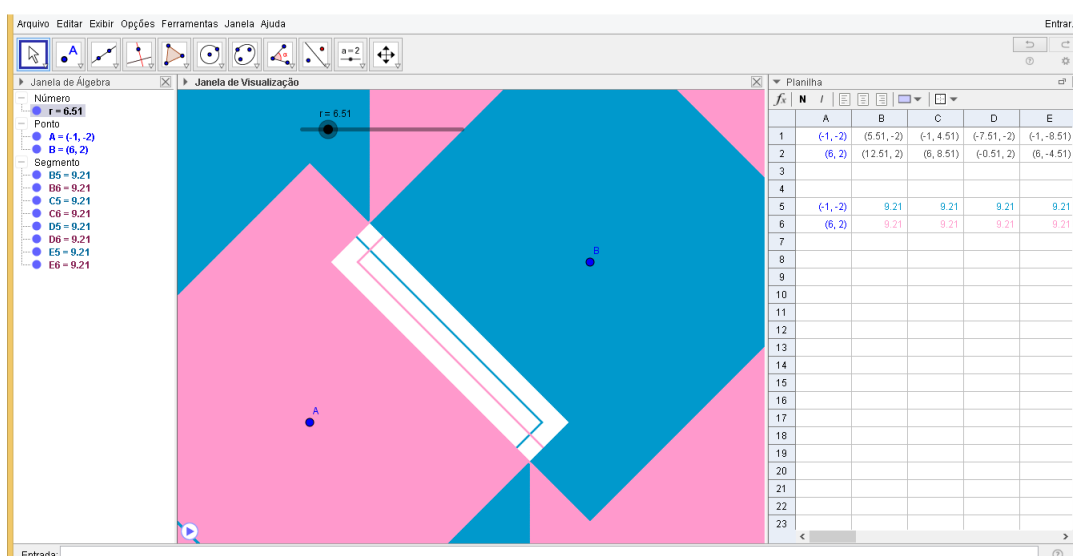 Arquivo Editar Exibir Opções Ferramentas Janela Ajuda Entrar.
A a=2
Janela de Álgebra
Número
r = 6.51
Ponto
A = (-1, -2)
B = (6, 2)
Segmento
B5 = 9.21
B6 = 9.21
C5 = 9.21
C6 = 9.21
D5 = 9.21
D6 = 9.21
E5 = 9.21
E6 = 9.21
Janela de Visualização
r = 6.51
B
A
Planilha
fx N I
A B C D E
1 (-1, -2) (5.51, -2) (-1, 4.51) (-7.51, -2) (-1, -8.51)
2 (6, 2) (12.51, 2) (6, 8.51) (-0.51, 2) (6, -4.51)
3
4
5 (-1, -2) 9.21 9.21 9.21 9.21
6 (6, 2) 9.21 9.21 9.21 9.21
7
8
9
10
11
12
13
14
15
16
17
18
19
20
21
22
23
Entrada: